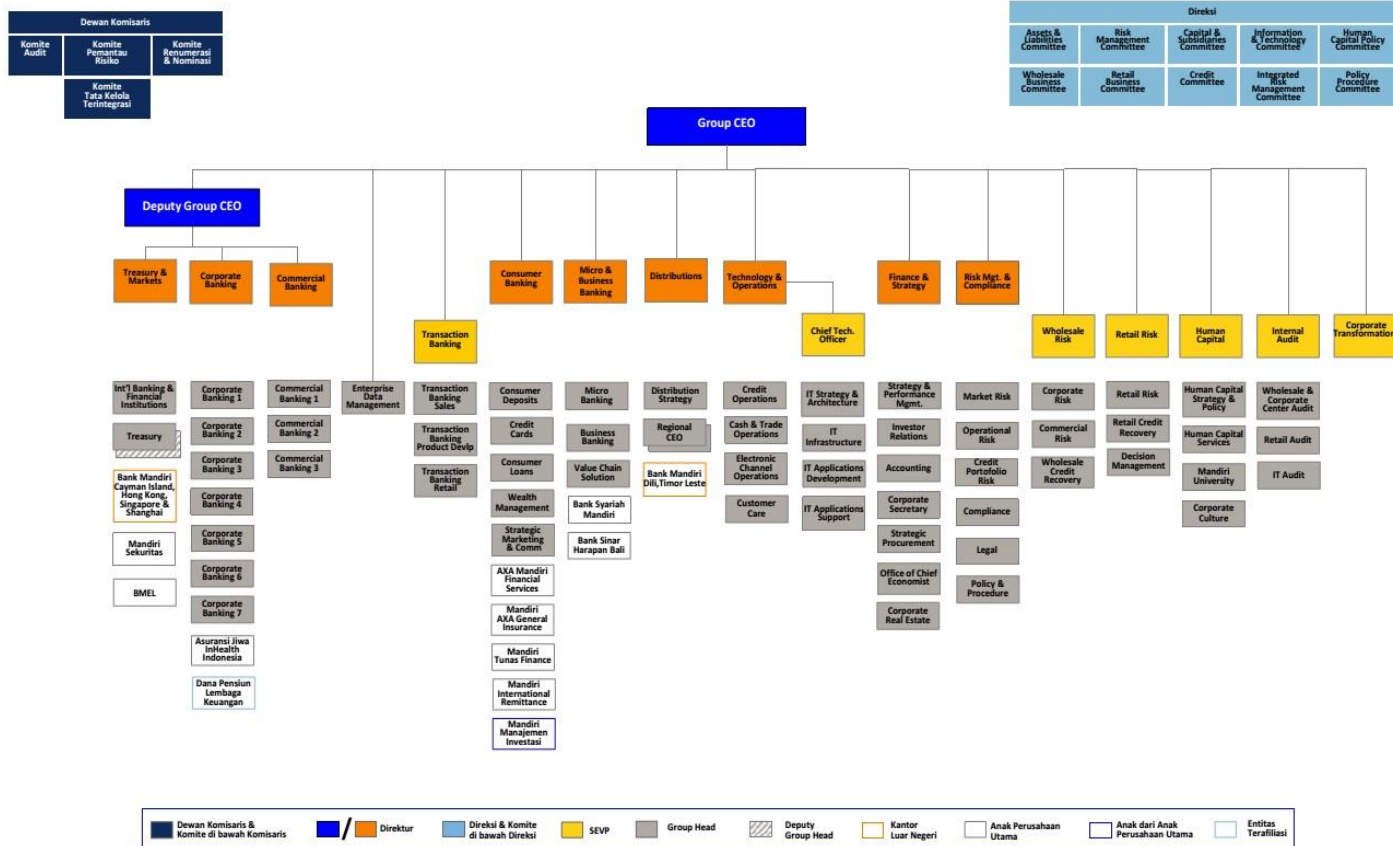 Dewan Komisaris
Komite
Audit
Komite
Pemantau
Risiko
Komite
Renumerasi
& Nominasi
Komite
Tata Kelola
Terintegrasi
Direksi
Assets &
Liabilities
Committee
Risk
Management
Committee
Capital &
Subsidiaries
Committee
Information
& Technology
Committee
Human
Capital Policy
Committee
Wholesale
Business
Committee
Retail
Business
Committee
Credit
Committee
Integrated
Risk
Management
Committee
Policy
Procedure
Committee
Group CEO
Deputy Group CEO
Treasury &
Markets
Corporate
Banking
Commercial
Banking
Consumer
Banking
Micro &
Business
Banking
Distributions
Technology &
Operations
Finance &
Strategy
Risk Mgt. &
Compliance
Transaction
Banking
Chief Tech.
Officer
Wholesale
Risk
Retail Risk
Human
Capital
Internal
Audit
Corporate
Transformation
Int'l Banking &
Financial
Institutions
Treasury
Bank Mandiri
Cayman Island,
Hong Kong,
Singapore &
Shanghai
Mandiri
Sekuritas
BMEL
Corporate
Banking 1
Corporate
Banking 2
Corporate
Banking 3
Corporate
Banking 4
Corporate
Banking 5
Corporate
Banking 6
Corporate
Banking 7
Asuransi Jiwa
InHealth
Indonesia
Dana Pensiun
Lembaga
Keuangan
Commercial
Banking 1
Commercial
Banking 2
Commercial
Banking 3
Enterprise
Data
Management
Transaction
Banking
Sales
Transaction
Banking
Product Devlp
Transaction
Banking
Retail
Consumer
Deposits
Credit
Cards
Consumer
Loans
Wealth
Management
Strategic
Marketing
& Comm
AXA Mandiri
Financial
Services
Mandiri
AXA General
Insurance
Mandiri
Tunas Finance
Mandiri
International
Remittance
Mandiri
Manajemen
Investasi
Micro
Banking
Business
Banking
Value Chain
Solution
Bank Syariah
Mandiri
Bank Sinar
Harapan Bali
Distribution
Strategy
Regional
CEO
Bank Mandiri
Dili,Timor Leste
Credit
Operations
Cash & Trade
Operations
Electronic
Channel
Operations
Customer
Care
IT Strategy &
Architecture
IT
Infrastructure
IT Applications
Development
IT Applications
Support
Strategy &
Performance
Mgmt.
Investor
Relations
Accounting
Corporate
Secretary
Strategic
Procurement
Office of Chief
Economist
Corporate
Real Estate
Market Risk
Operational
Risk
Credit
Portofolio
Risk
Compliance
Legal
Policy &
Procedure
Corporate
Risk
Commercial
Risk
Wholesale
Credit
Recovery
Retail Risk
Retail Credit
Recovery
Decision
Management
Human Capital
Strategy &
Policy
Human Capital
Services
Mandiri
University
Corporate
Culture
Wholesale &
Corporate
Center Audit
Retail Audit
IT Audit
Dewan Komisaris &
Komite di bawah Komisaris
/
Direktur
Direksi & Komite
di bawah Direksi
SEVP
Group Head
Deputy
Group Head
Kantor
Luar Negeri
Anak Perusahaan
Utama
Anak dari Anak
Perusahaan Utama
Entitas
Terafiliasi